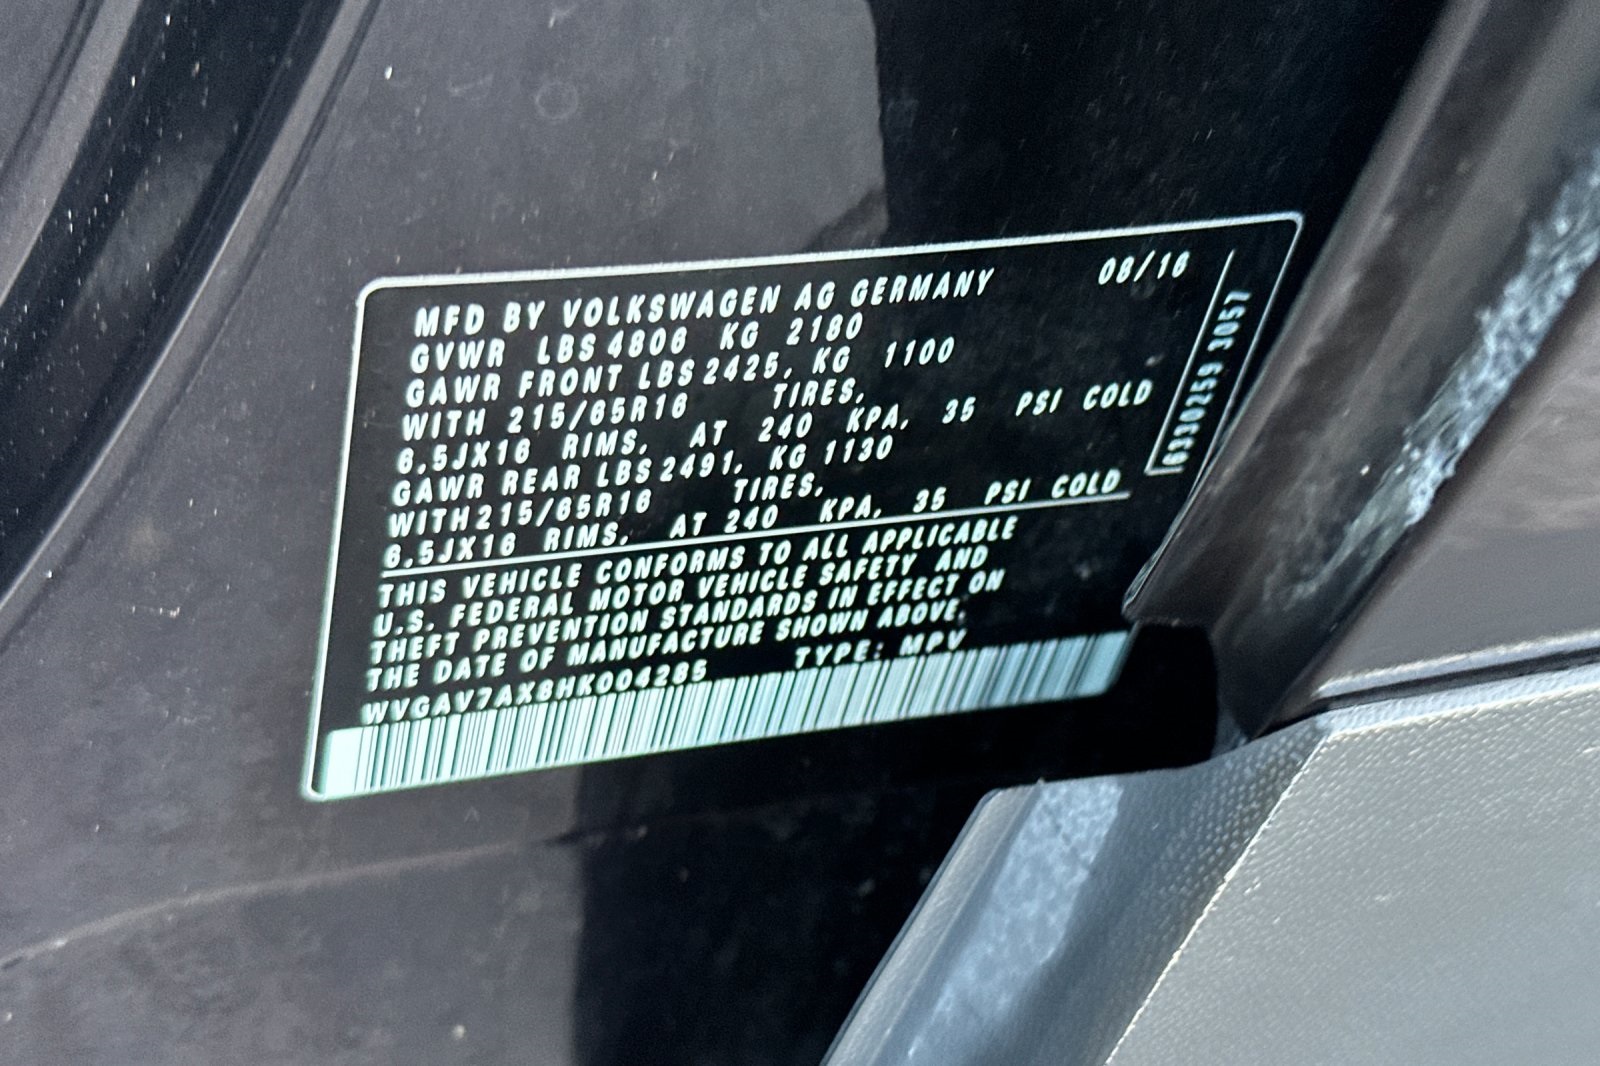 MFD BY VOLKSWAGEN AG GERMANY 08/16
GVWR LBS 4806 KG 2180
GAWR FRONT LBS 2425, KG 1100
WITH 215/65R16 TIRES,
6.5JX16 RIMS, AT 240 KPA, 35 PSI COLD
GAWR REAR LBS 2491, KG 1130
WITH 215/65R16 TIRES,
6.5JX16 RIMS, AT 240 KPA, 35 PSI COLD
THIS VEHICLE CONFORMS TO ALL APPLICABLE
U.S. FEDERAL MOTOR VEHICLE SAFETY AND
THEFT PREVENTION STANDARDS IN EFFECT ON
THE DATE OF MANUFACTURE SHOWN ABOVE.
WVGAV7AX8HK004285 TYPE: MPV